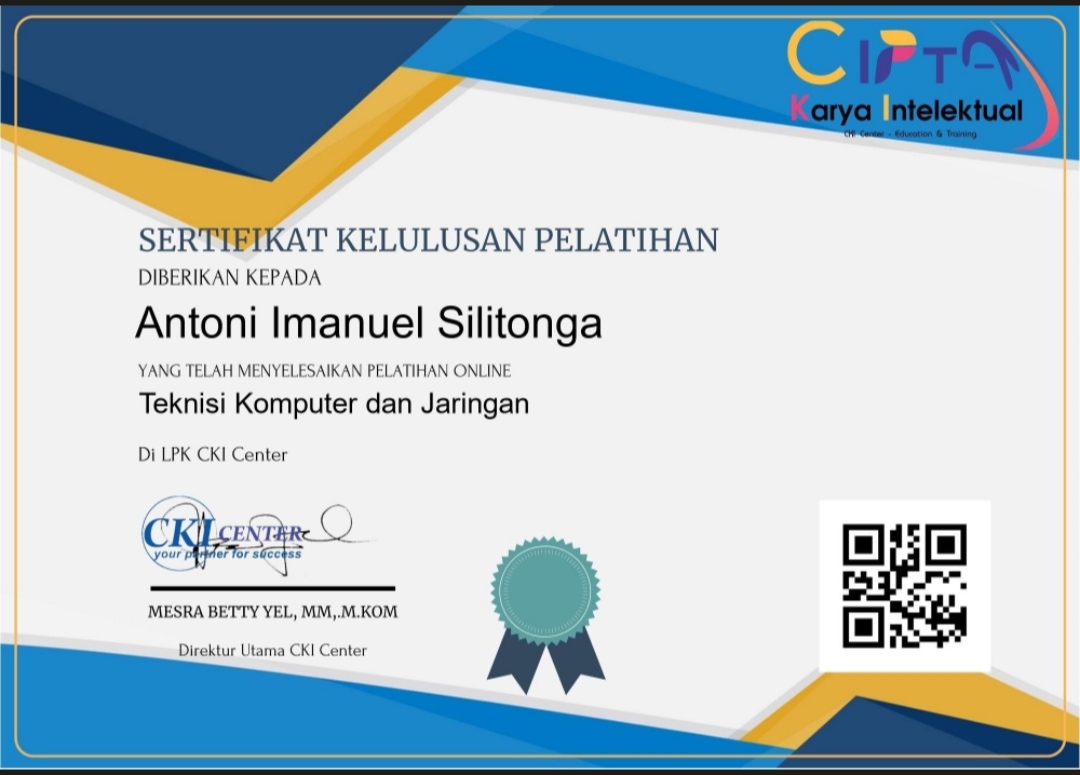 CIPTA
Karya Intelektual
CKI Center - Education & Training
SERTIFIKAT KELULUSAN PELATIHAN
DIBERIKAN KEPADA
Antoni Imanuel Silitonga
YANG TELAH MENYELESAIKAN PELATIHAN ONLINE
Teknisi Komputer dan Jaringan
Di LPK CKI Center
CKI CENTER
your partner for success
MESRA BETTY YEL, MM,.M.KOM
Direktur Utama CKI Center